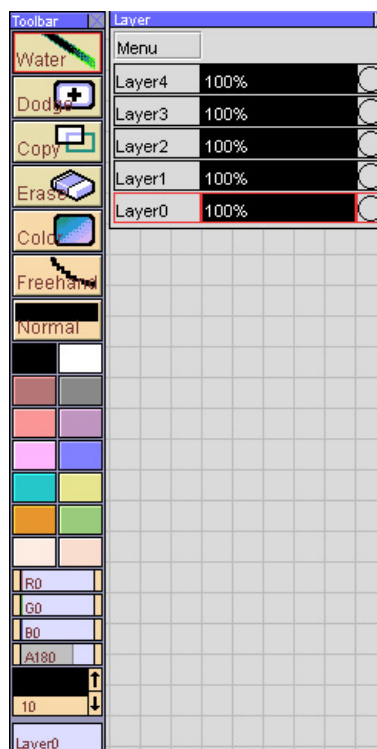 Toolbar
Water
Dodge
Copy
Erase
Color
Freehand
Normal
R0
G0
B0
A180
10
Layer0
Layer
Menu
Layer4 100%
Layer3 100%
Layer2 100%
Layer1 100%
Layer0 100%